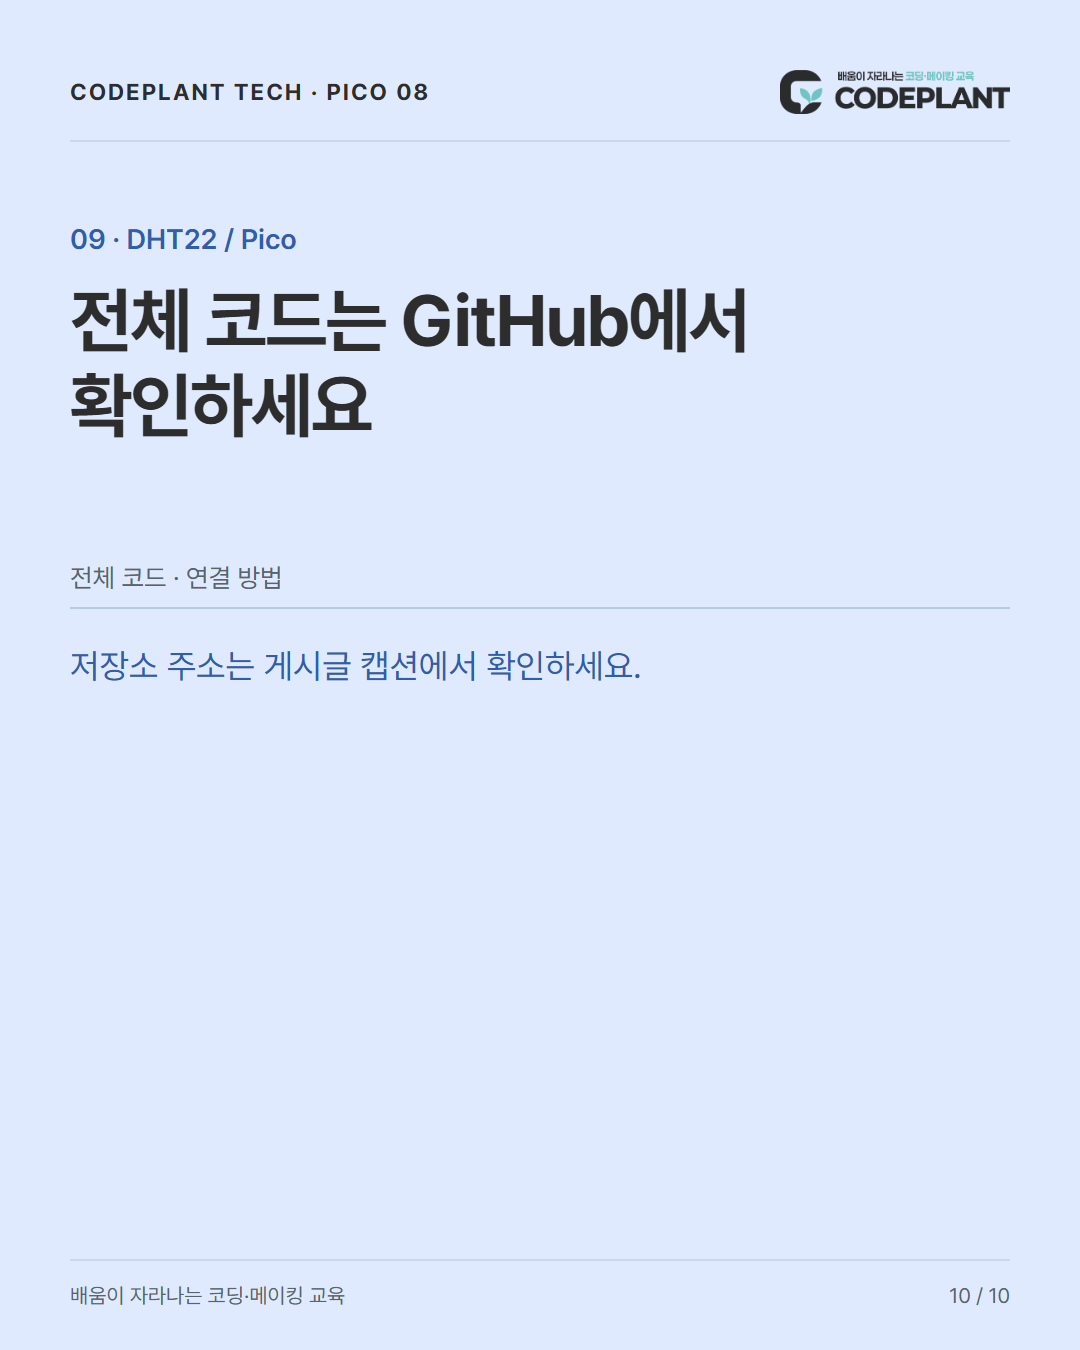 CODEPLANT TECH · PICO 08
배움이 자라나는 코딩·메이킹 교육
CODEPLANT
09 · DHT22 / Pico
전체 코드는 GitHub에서
확인하세요
전체 코드 · 연결 방법
저장소 주소는 게시글 캡션에서 확인하세요.
배움이 자라나는 코딩·메이킹 교육
10 / 10